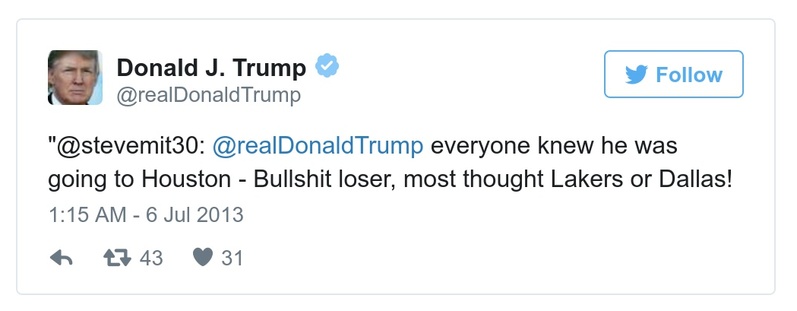 Donald J. Trump
@realDonaldTrump
Follow
"@stevemit30: @realDonaldTrump everyone knew he was
going to Houston - Bullshit loser, most thought Lakers or Dallas!
1:15 AM - 6 Jul 2013
43 31